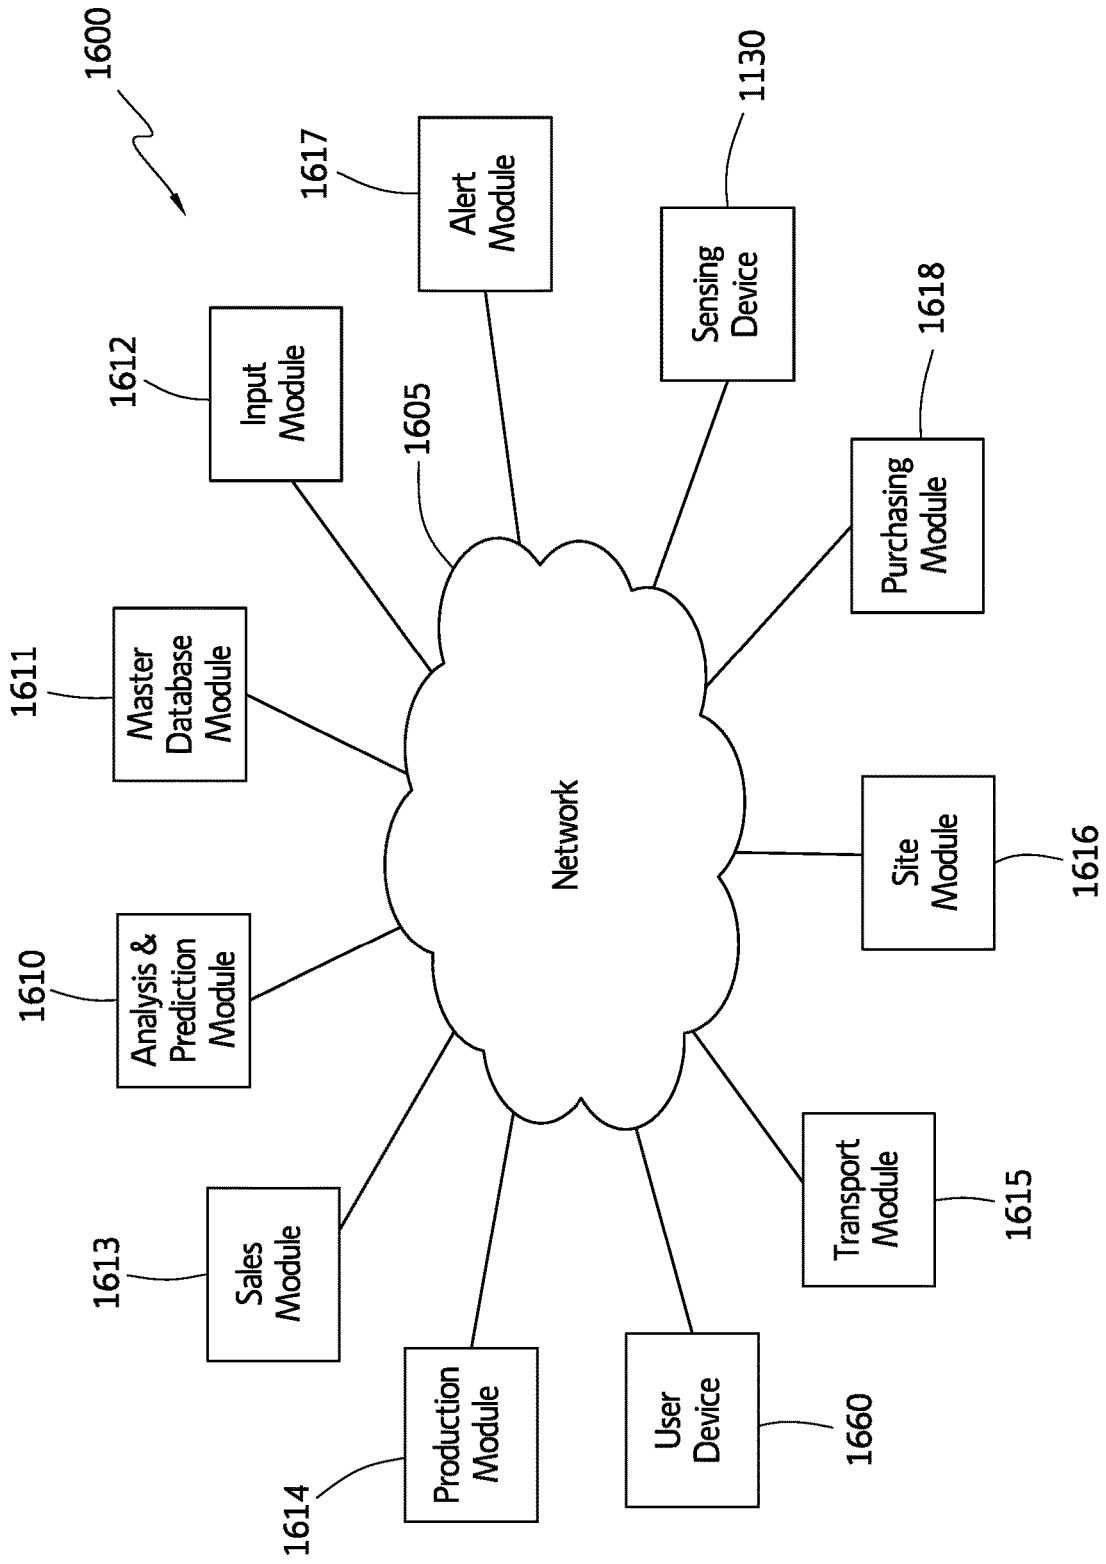 1600
1610
Analysis &
Prediction
Module
1611
Master
Database
Module
1613
Sales
Module
1612
Input
Module
1614
Production
Module
1605
1617
Alert
Module
Network
User
Device
1660
Sensing
Device
1130
Transport
Module
1615
Site
Module
1616
Purchasing
Module
1618